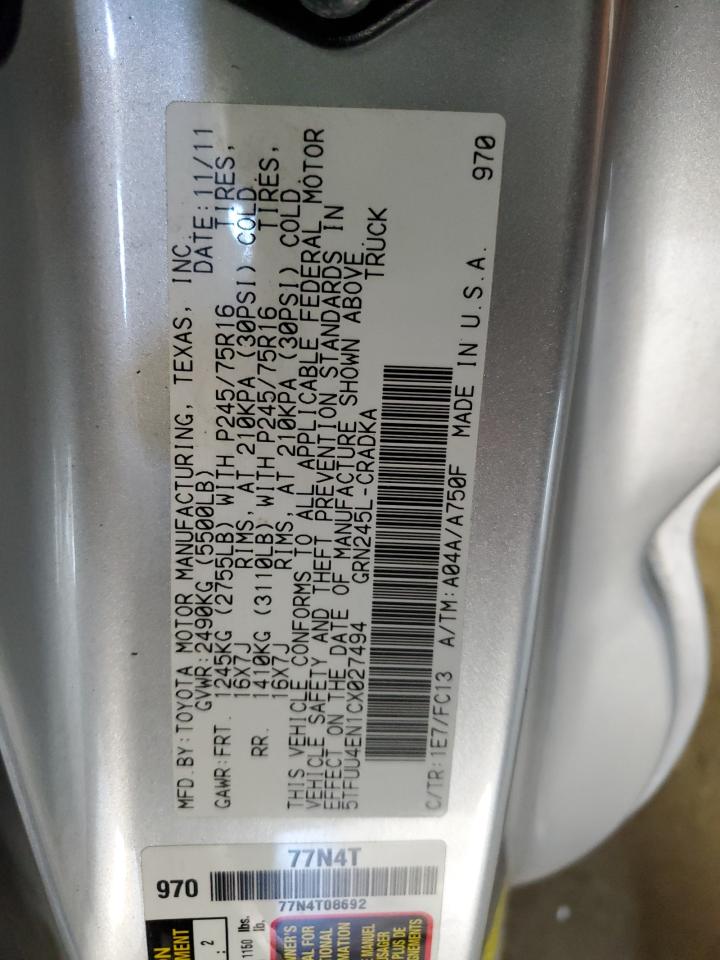 MFD.BY:TOYOTA MOTOR MANUFACTURING, TEXAS, INC.
GVWR:2490KG (5500LB) DATE:11/11
GAWR:FRT. 1245KG (2755LB) WITH P245/75R16 TIRES,
16X7J RIMS, AT 210KPA (30PSI) COLD.
RR. 1410KG (3110LB) WITH P245/75R16 TIRES,
16X7J RIMS, AT 210KPA (30PSI) COLD.
THIS VEHICLE CONFORMS TO ALL APPLICABLE FEDERAL MOTOR
VEHICLE SAFETY AND THEFT PREVENTION STANDARDS IN
EFFECT ON THE DATE OF MANUFACTURE SHOWN ABOVE.
5TFUU4EN1CX027494 GRN245L-CRADKA TRUCK
C/TR:1E7/FC13 A/TM:A04A/A750F MADE IN U.S.A. 970
77N4T
970
77N4T08692
: 2
1150 lbs.
lb.